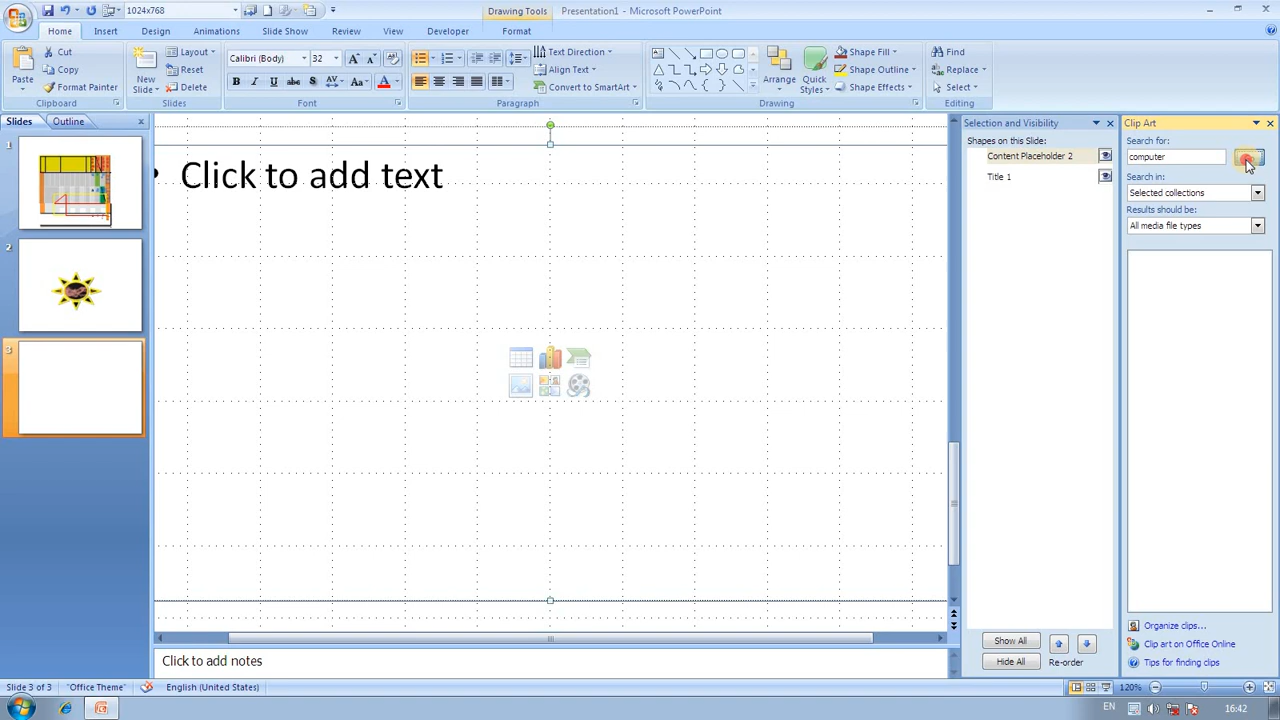 1024x768
Drawing Tools
Presentation1 - Microsoft PowerPoint
Home
Insert
Design
Animations
Slide Show
Review
View
Developer
Format
Paste
Cut
Copy
Format Painter
Clipboard
New
Slide
Layout
Reset
Delete
Slides
Calibri (Body)
32
Font
Text Direction
Align Text
Convert to SmartArt
Paragraph
Arrange
Quick
Styles
Shape Fill
Shape Outline
Shape Effects
Drawing
Find
Replace
Select
Editing
Slides
Outline
1
2
3
• Click to add text
Click to add notes
Selection and Visibility
Shapes on this Slide:
Content Placeholder 2
Title 1
Show All
Hide All
Re-order
Clip Art
Search for:
computer
Search in:
Selected collections
Results should be:
All media file types
Organize clips...
Clip art on Office Online
Tips for finding clips
Slide 3 of 3
"Office Theme"
English (United States)
120%
EN
16:42